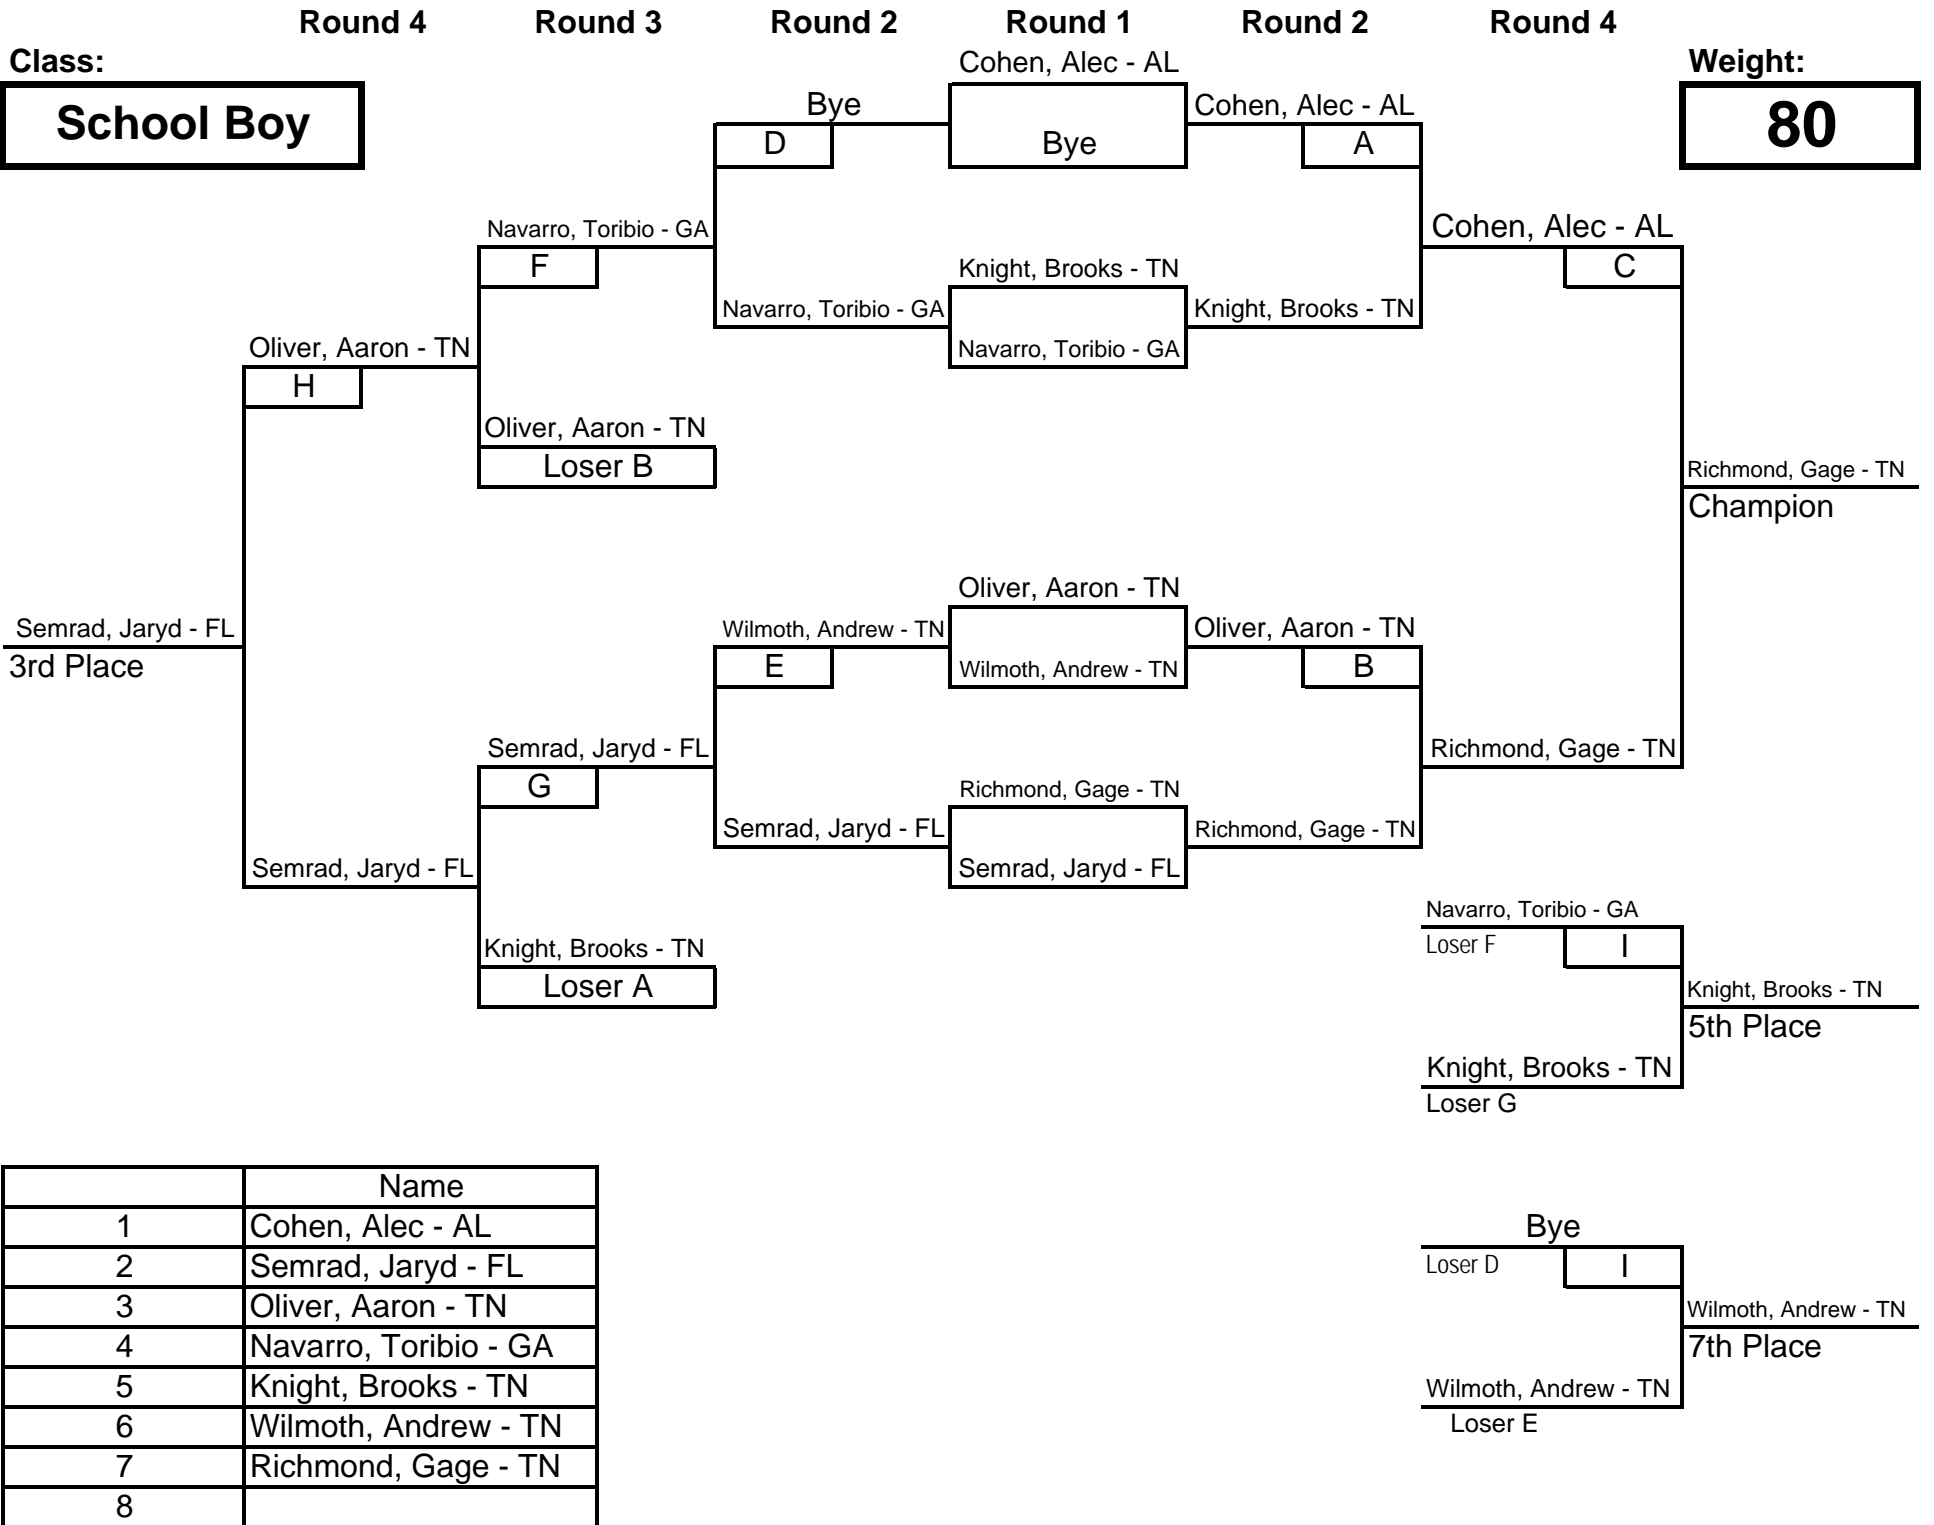 Round 4 Round 3 Round 2 Round 1 Round 2 Round 4
Class: Cohen, Alec - AL Weight:
School Boy Bye Cohen, Alec - AL 80
D Bye A
Navarro, Toribio - GA Cohen, Alec - AL
F Knight, Brooks - TN C
Navarro, Toribio - GA Knight, Brooks - TN
Oliver, Aaron - TN Navarro, Toribio - GA
H
Oliver, Aaron - TN
Loser B Richmond, Gage - TN
Champion
Oliver, Aaron - TN
Semrad, Jaryd - FL Wilmoth, Andrew - TN Oliver, Aaron - TN
3rd Place E Wilmoth, Andrew - TN B
Semrad, Jaryd - FL Richmond, Gage - TN
G Richmond, Gage - TN
Semrad, Jaryd - FL Richmond, Gage - TN
Semrad, Jaryd - FL Semrad, Jaryd - FL
Navarro, Toribio - GA
Knight, Brooks - TN Loser F I
Loser A Knight, Brooks - TN
5th Place
Knight, Brooks - TN
Loser G
Name
1 Cohen, Alec - AL Bye
2 Semrad, Jaryd - FL Loser D I
3 Oliver, Aaron - TN Wilmoth, Andrew - TN
4 Navarro, Toribio - GA 7th Place
5 Knight, Brooks - TN Wilmoth, Andrew - TN
6 Wilmoth, Andrew - TN Loser E
7 Richmond, Gage - TN
8